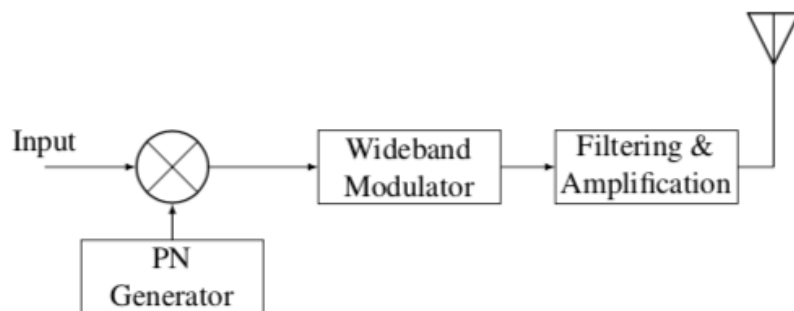 Input
Wideband
Modulator
Filtering &
Amplification
PN
Generator